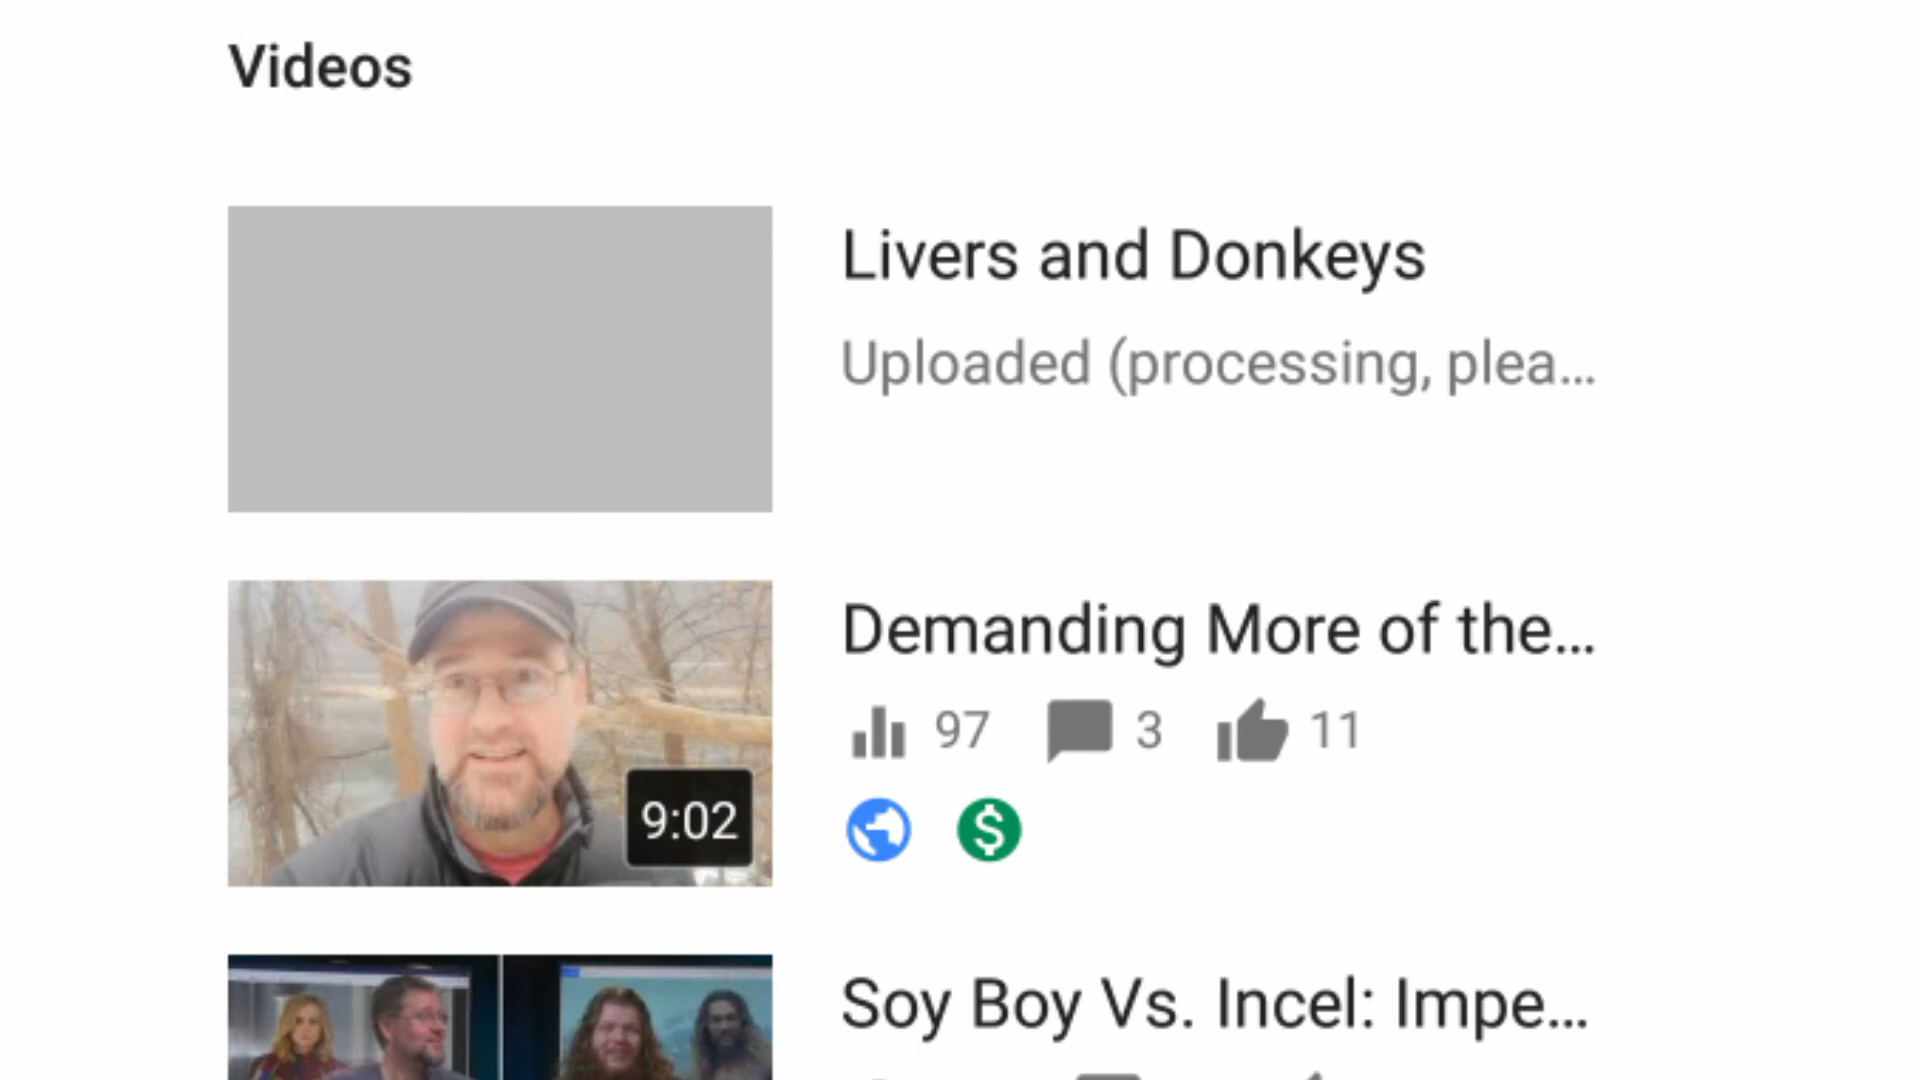 Videos
Livers and Donkeys
Uploaded (processing, plea...
Demanding More of the...
97 3 11
9:02
Soy Boy Vs. Incel: Impe...